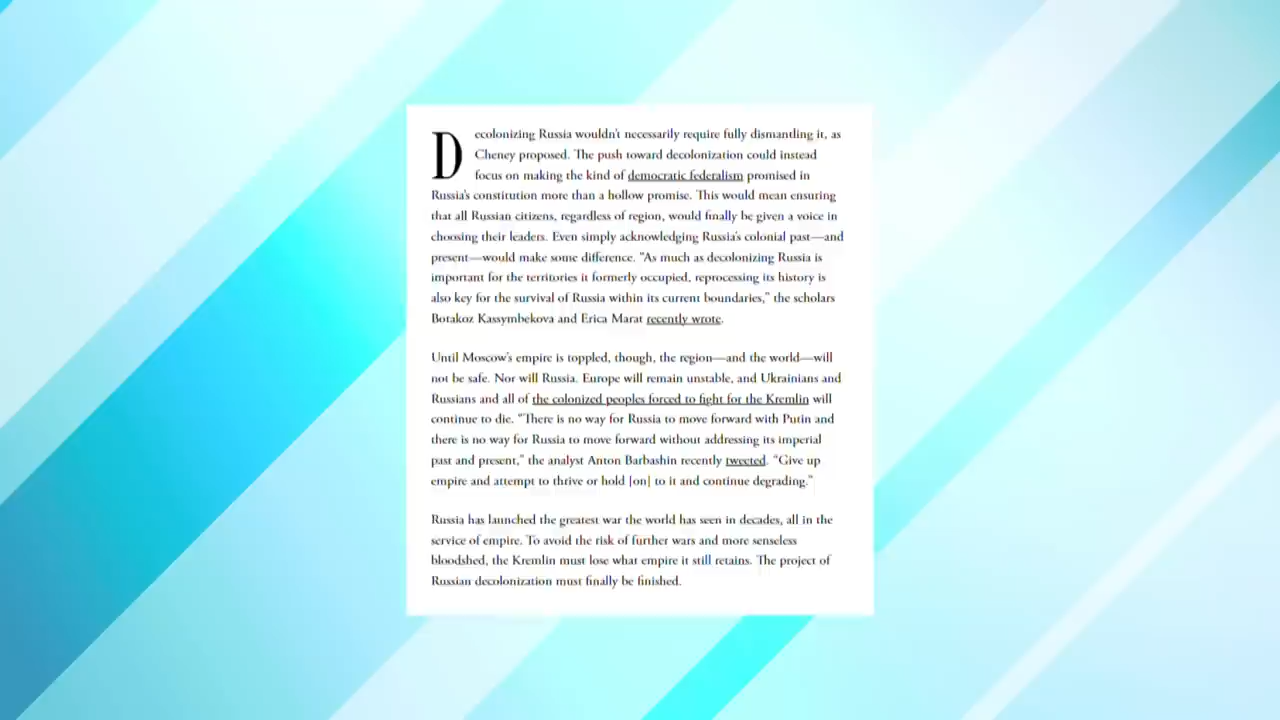 Decolonizing Russia wouldn't necessarily require fully dismantling it, as
Cheney proposed. The push toward decolonization could instead
focus on making the kind of democratic federalism promised in
Russia's constitution more than a hollow promise. This would mean ensuring
that all Russian citizens, regardless of region, would finally be given a voice in
choosing their leaders. Even simply acknowledging Russia's colonial past—and
present—would make some difference. "As much as decolonizing Russia is
important for the territories it formerly occupied, reprocessing its history is
also key for the survival of Russia within its current boundaries," the scholars
Botakoz Kassymbekova and Erica Marat recently wrote.
Until Moscow's empire is toppled, though, the region—and the world—will
not be safe. Nor will Russia. Europe will remain unstable, and Ukrainians and
Russians and all of the colonized peoples forced to fight for the Kremlin will
continue to die. "There is no way for Russia to move forward with Putin and
there is no way for Russia to move forward without addressing its imperial
past and present," the analyst Anton Barbashin recently tweeted. "Give up
empire and attempt to thrive or hold [on] to it and continue degrading."
Russia has launched the greatest war the world has seen in decades, all in the
service of empire. To avoid the risk of further wars and more senseless
bloodshed, the Kremlin must lose what empire it still retains. The project of
Russian decolonization must finally be finished.